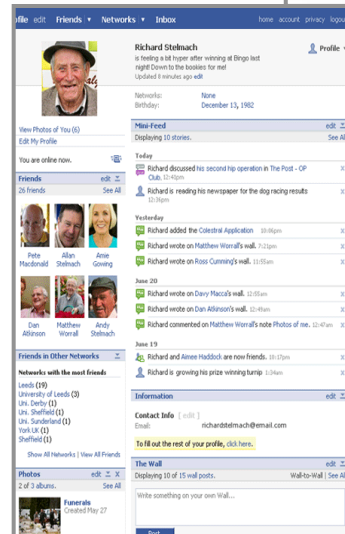 ofile edit Friends ▼ Networks ▼ Inbox home account privacy logou
Richard Stelmach
is feeling a bit hyper after winning at Bingo last
night! Down to the bookies for me!
Updated 8 minutes ago edit
Profile
Networks: None
Birthday: December 13, 1982
View Photos of You (6)
Edit My Profile
You are online now.
Friends edit
26 friends See All
Pete Macdonald
Allan Stelmach
Amie Gowing
Dan Atkinson
Matthew Worrall
Andy Stelmach
Friends in Other Networks
Networks with the most friends
Leeds (19)
University of Leeds (3)
Uni. Derby (1)
Uni. Sheffield (1)
Uni. Sunderland (1)
York UK (1)
Sheffield (1)
Show All Networks | View All Friends
Photos edit X
2 of 3 albums. See All
Funerals
Created May 27
Mini-Feed edit
Displaying 10 stories. See Al
Today
Richard discussed his second hip operation in The Post - OP
Club. 12:41pm
Richard is reading his newspaper for the dog racing results
12:36pm
Yesterday
Richard added the Colestral Application 10:06pm
Richard wrote on Matthew Worrall's wall. 7:21pm
Richard wrote on Ross Cumming's wall. 11:55am
June 20
Richard wrote on Davy Macca's wall. 12:55am
Richard wrote on Dan Atkinson's wall. 12:49am
Richard commented on Matthew Worrall's note Photos of me. 12:47am
June 19
Richard and Aimee Haddock are now friends. 10:17pm
Richard is growing his prize winning turnip 1:34am
Information edit
Contact Info [ edit ]
Email: richardstelmach@email.com
To fill out the rest of your profile, click here.
The Wall edit
Displaying 10 of 15 wall posts. Wall-to-Wall | See Al
Write something on your own Wall...
Post